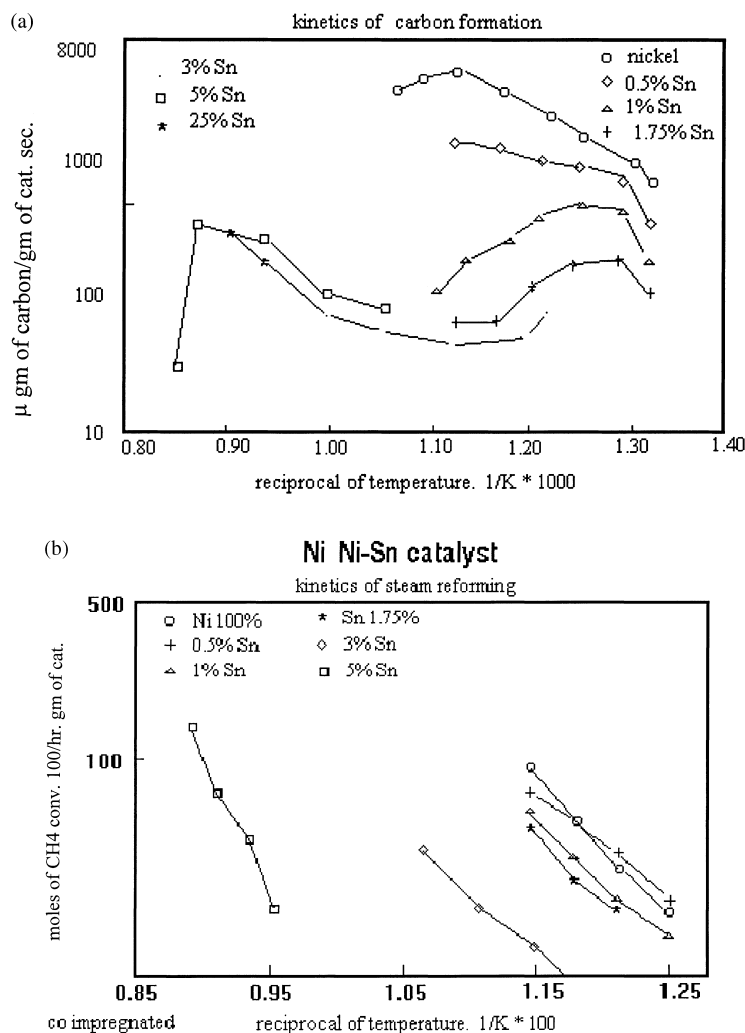 (a)
kinetics of carbon formation
8000
1000
100
10
μ gm of carbon/gm of cat. sec.
3% Sn
5% Sn
25% Sn
nickel
0.5% Sn
1% Sn
1.75% Sn
0.80 0.90 1.00 1.10 1.20 1.30 1.40
reciprocal of temperature. 1/K * 1000
(b)
Ni Ni-Sn catalyst
kinetics of steam reforming
500
100
moles of CH4 conv. 100/hr. gm of cat.
Ni 100%
0.5% Sn
1% Sn
Sn 1.75%
3% Sn
5% Sn
0.85 0.95 1.05 1.15 1.25
co impregnated reciprocal of temperature. 1/K * 100